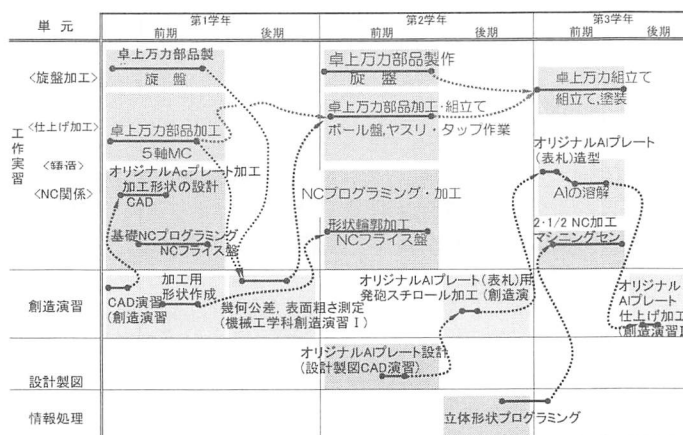 単 元
第1学年
第2学年
第3学年
前期
後期
前期
後期
前期
後期
工作実習
<旋盤加工>
<仕上げ加工>
<鋳造>
<NC関係>
創造演習
設計製図
情報処理
卓上万力部品製
旋 盤
卓上万力部品加工
5軸MC
オリジナルAcプレート加工
加工形状の設計
CAD
基礎NCプログラミング
NCフライス盤
CAD演習
(創造演習
加工用
形状作成
幾何公差, 表面粗さ測定
(機械工学科創造演習Ⅰ)
卓上万力部品製作
旋 盤
卓上万力部品加工・組立て
ボール盤,ヤスリ・タップ作業
NCプログラミング・加工
形状輪郭加工
NCフライス盤
オリジナルAlプレート(表札)用
発砲スチロール加工(創造演
オリジナルAlプレート設計
(設計製図CAD演習)
立体形状プログラミング
卓上万力組立て
組立て,塗装
オリジナルAlプレート
(表札)造型
Alの溶解
2・1/2 NC加工
マシニングセン
オリジナル
Alプレート
仕上げ加工
(創造演習Ⅱ